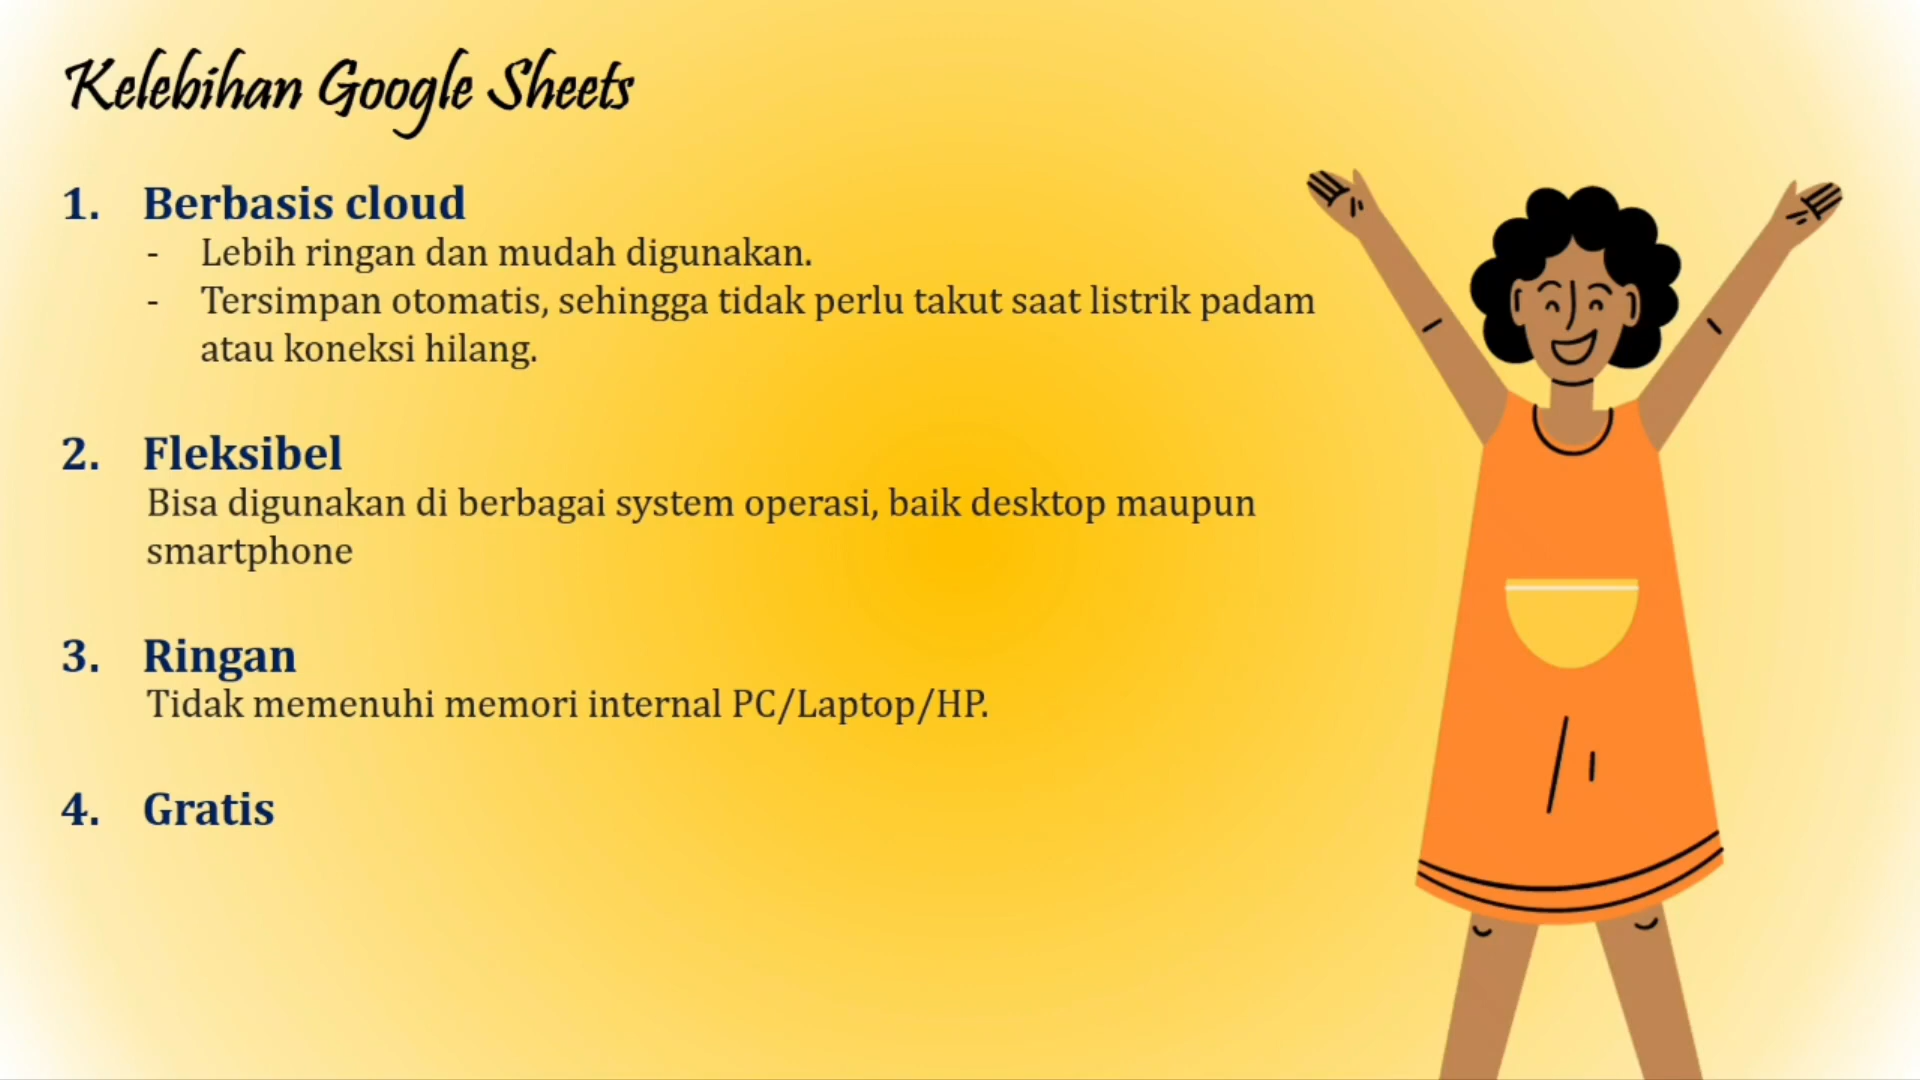 Kelebihan Google Sheets
1. Berbasis cloud
- Lebih ringan dan mudah digunakan.
- Tersimpan otomatis, sehingga tidak perlu takut saat listrik padam
atau koneksi hilang.
2. Fleksibel
Bisa digunakan di berbagai system operasi, baik desktop maupun
smartphone
3. Ringan
Tidak memenuhi memori internal PC/Laptop/HP.
4. Gratis